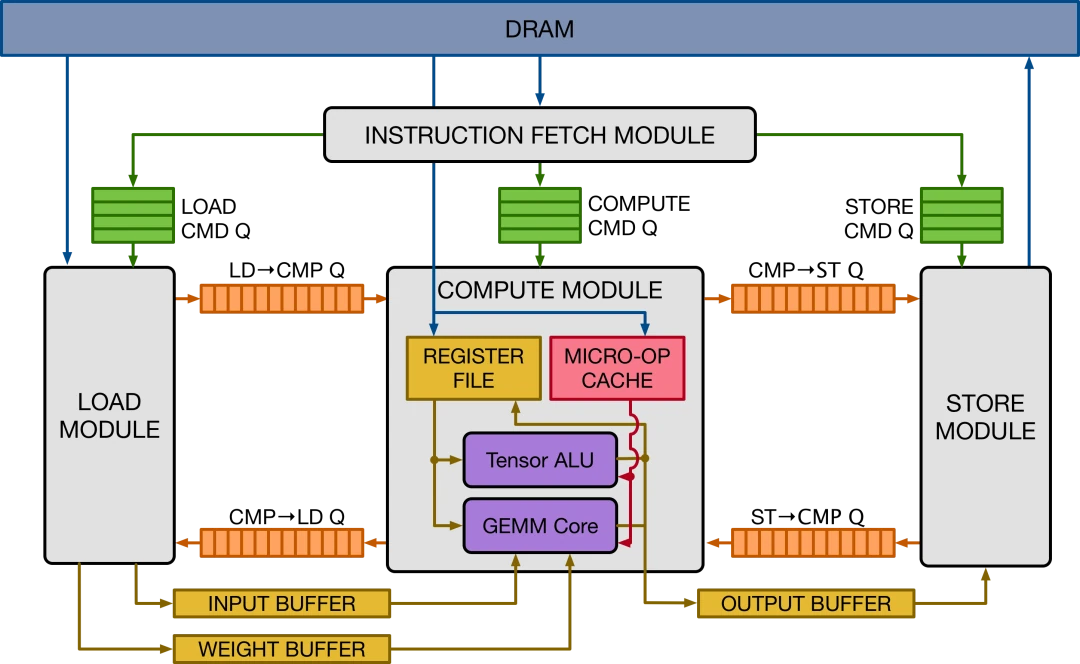 DRAM
INSTRUCTION FETCH MODULE
LOAD
CMD Q
COMPUTE
CMD Q
STORE
CMD Q
LD→CMP Q
CMP→ST Q
COMPUTE MODULE
REGISTER
FILE
MICRO-OP
CACHE
LOAD
MODULE
STORE
MODULE
Tensor ALU
GEMM Core
CMP→LD Q
ST→CMP Q
INPUT BUFFER
OUTPUT BUFFER
WEIGHT BUFFER